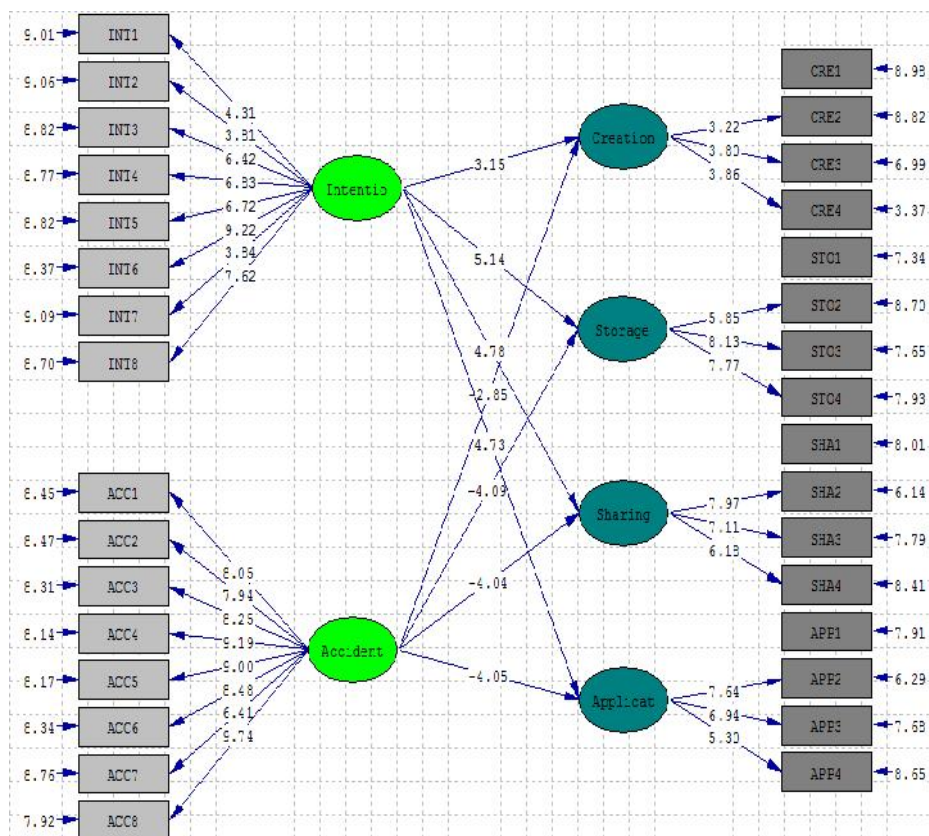 9.01 INT1
9.06 INT2
8.82 INT3
8.77 INT4
8.82 INT5
8.37 INT6
9.09 INT7
8.70 INT8
4.31
3.81
6.42
6.83
6.72
9.22
7.62
Intentio
8.45 ACC1
8.47 ACC2
8.31 ACC3
8.14 ACC4
8.17 ACC5
8.34 ACC6
8.76 ACC7
7.92 ACC8
8.05
7.94
8.25
9.19
9.00
8.48
6.41
9.74
Accident
3.15
5.14
4.78
-2.85
4.73
-4.09
-4.04
-4.05
Creation
Storage
Sharing
Applicat
3.22
3.80
3.86
5.85
8.13
7.77
7.97
7.11
6.18
7.64
6.94
5.30
CRE1 8.98
CRE2 8.82
CRE3 6.99
CRE4 3.37
STO1 7.34
STO2 8.70
STO3 7.65
STO4 7.93
SHA1 8.01
SHA2 6.14
SHA3 7.79
SHA4 8.41
APP1 7.91
APP2 6.29
APP3 7.68
APP4 8.65